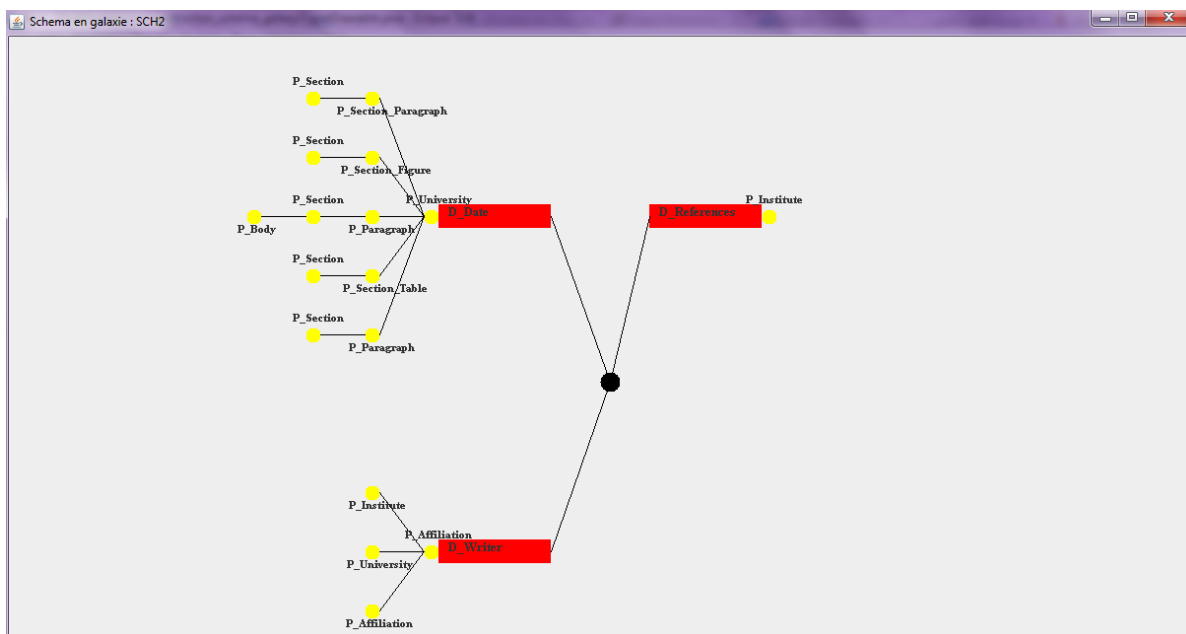 Schema en galaxie : SCH2
P_Section
P_Section_Paragraph
P_Section
P_Section_Figure
P_Section
P_University
P_Institute
D_Date
D_References
P_Body
P_Paragraph
P_Section
P_Section_Table
P_Section
P_Paragraph
P_Institute
P_Affiliation
D_Writer
P_University
P_Affiliation